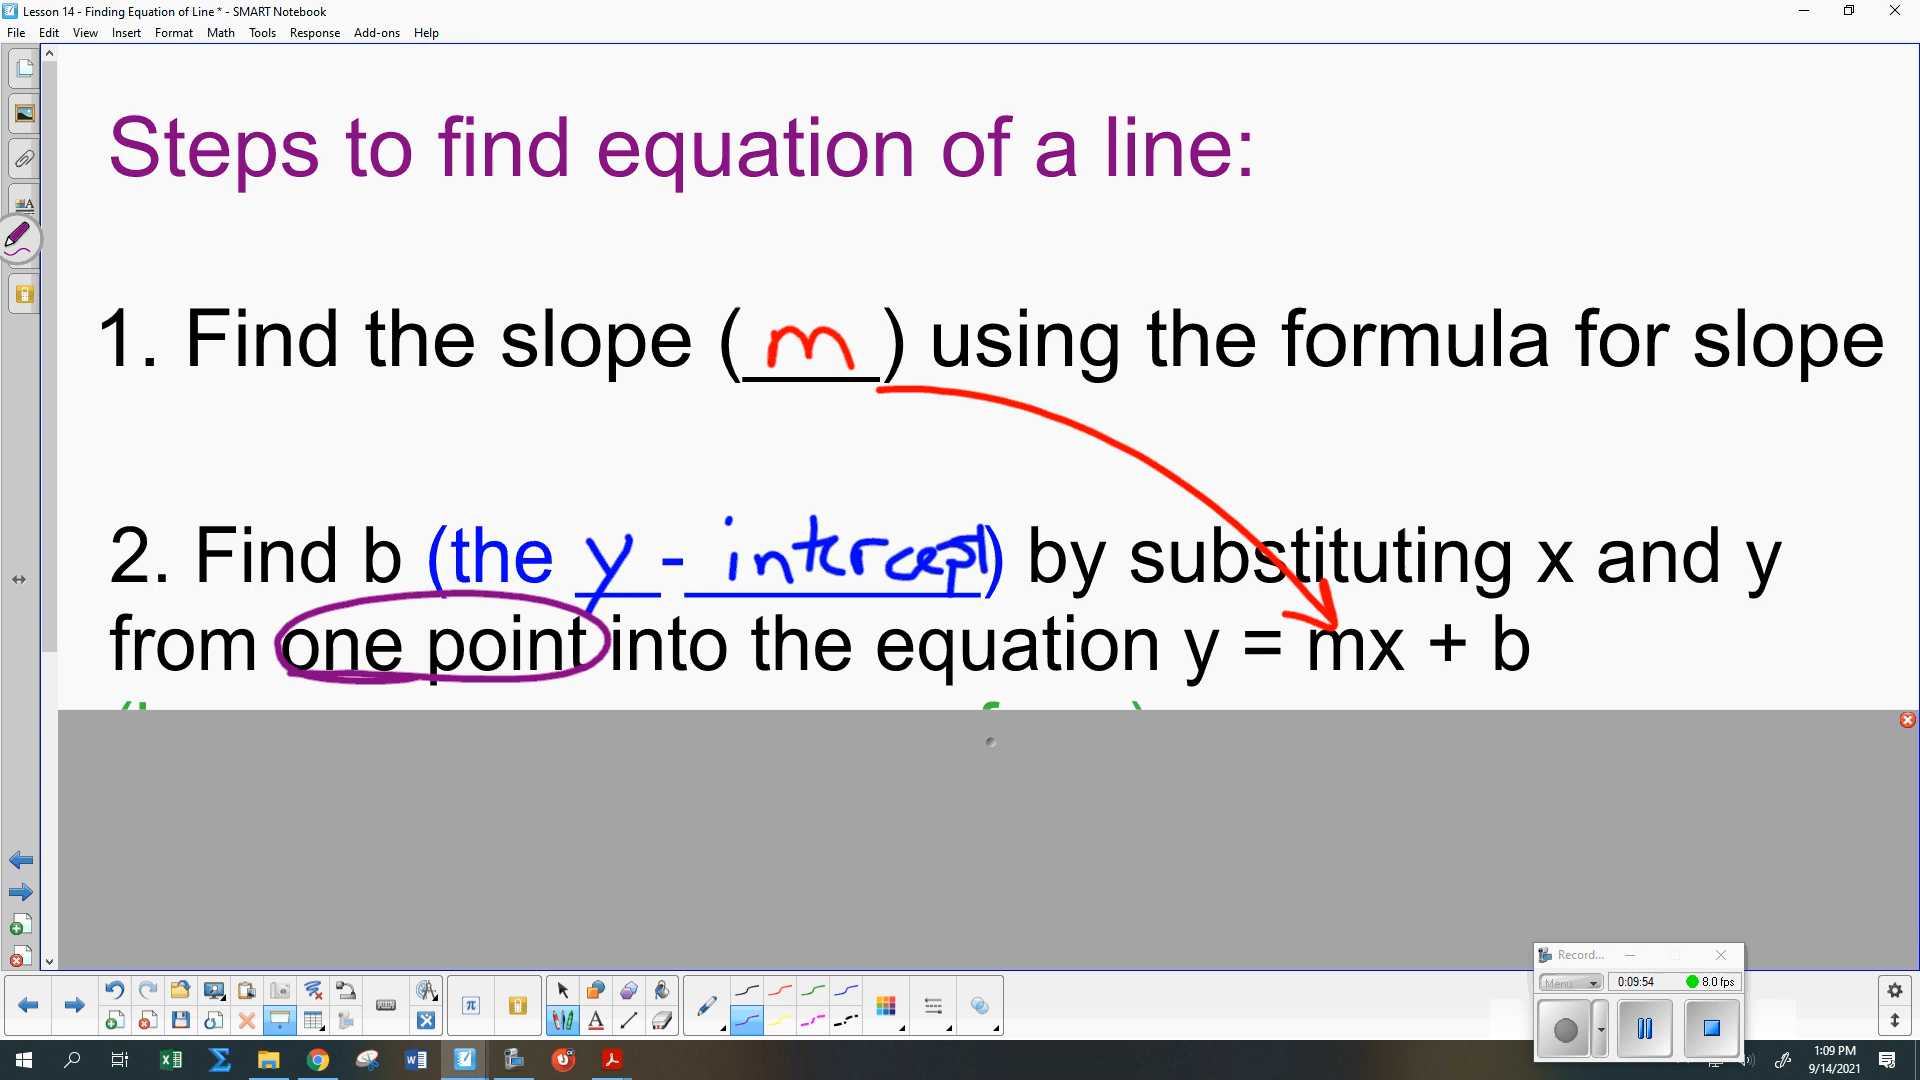 Lesson 14 - Finding Equation of Line * - SMART Notebook
File Edit View Insert Format Math Tools Response Add-ons Help
Steps to find equation of a line:
1. Find the slope (m) using the formula for slope
2. Find b (the y - intercept) by substituting x and y
from one point into the equation y = mx + b
Record...
Menu 0:09:54 8.0 fps
1:09 PM
9/14/2021